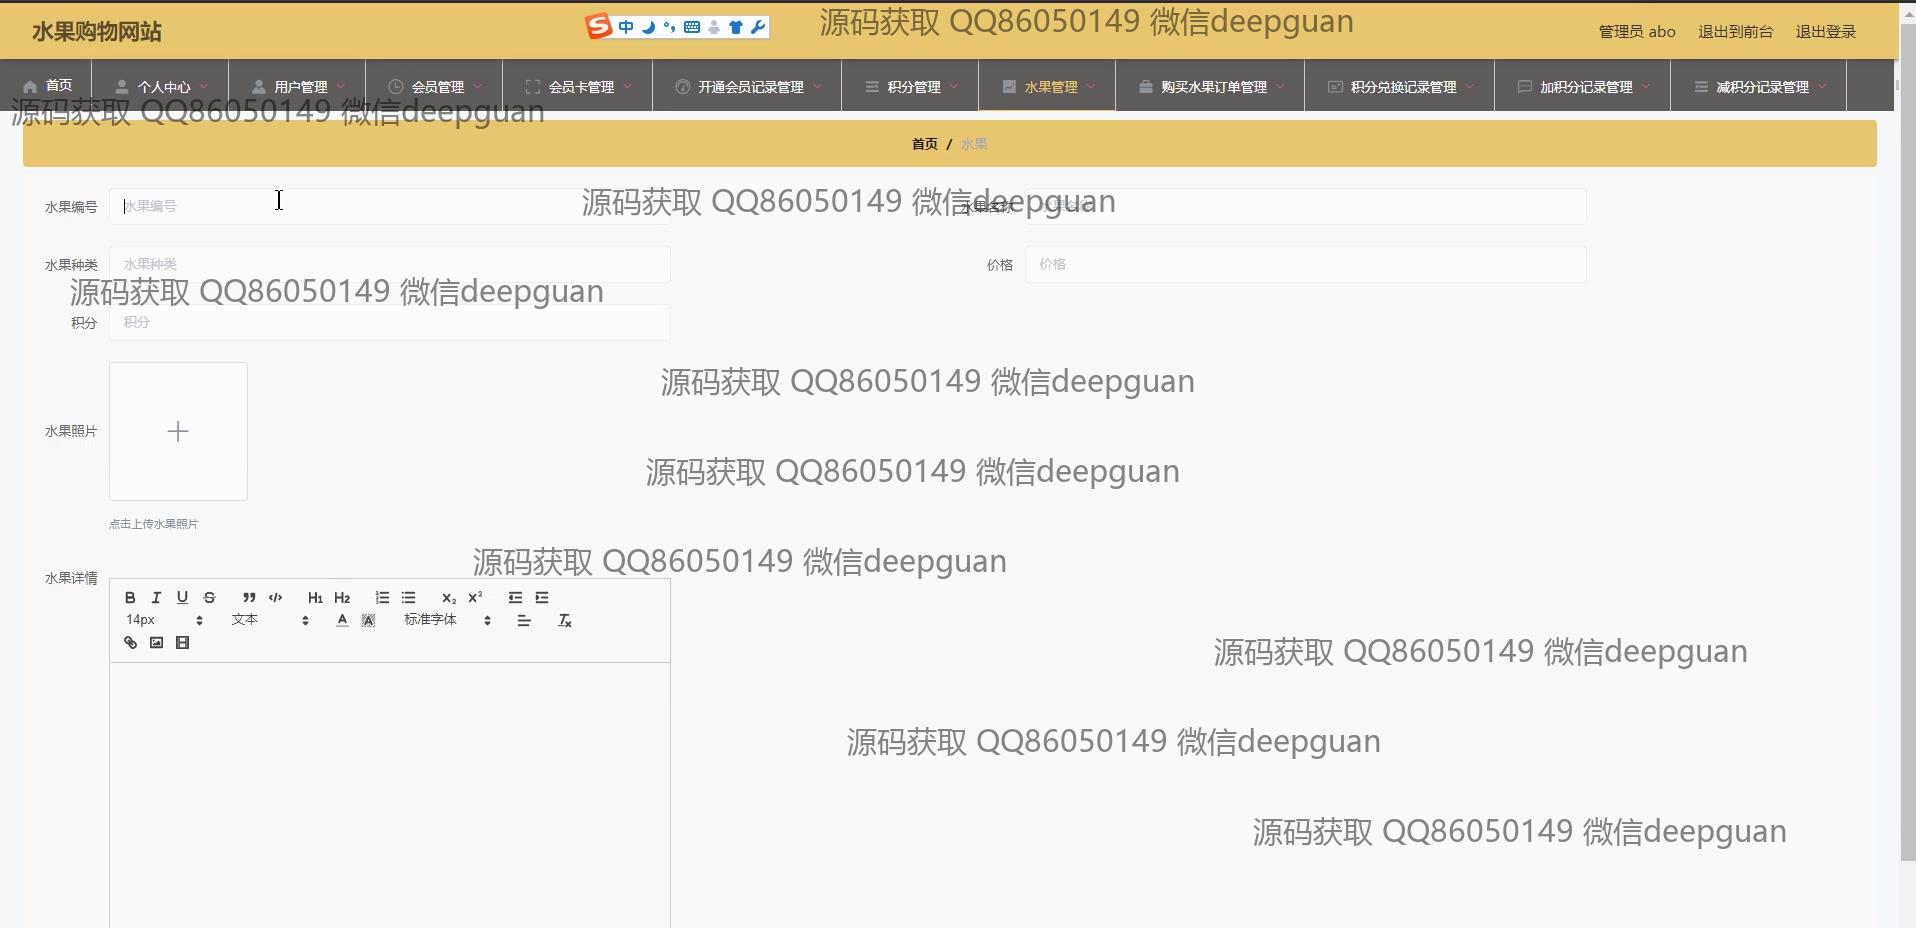 水果购物网站
中
源码获取 QQ86050149 微信deepguan
管理员 abo
退出到前台
退出登录
首页
个人中心
用户管理
会员管理
会员卡管理
开通会员记录管理
积分管理
水果管理
购买水果订单管理
积分兑换记录管理
加积分记录管理
减积分记录管理
源码获取 QQ86050149 微信deepguan
首页 / 水果
水果编号
水果编号
源码获取 QQ86050149 微信deepguan
水果名称
水果名称
水果种类
水果种类
价格
价格
源码获取 QQ86050149 微信deepguan
积分
积分
源码获取 QQ86050149 微信deepguan
水果照片
源码获取 QQ86050149 微信deepguan
点击上传水果照片
源码获取 QQ86050149 微信deepguan
水果详情
B I U S H1 H2 X2 X2
14px 文本 A A 标准字体 Tx
源码获取 QQ86050149 微信deepguan
源码获取 QQ86050149 微信deepguan
源码获取 QQ86050149 微信deepguan